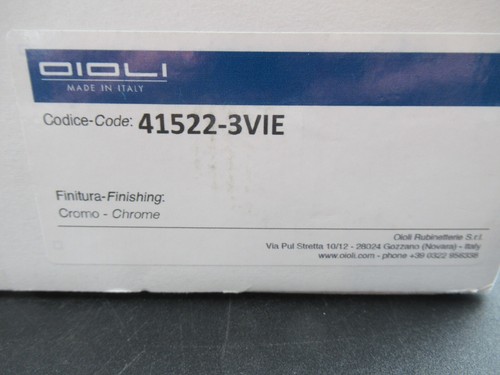 OIOLI
MADE IN ITALY
Codice-Code: 41522-3VIE
Finitura-Finishing:
Cromo - Chrome
Oioli Rubinetterie S.r.l.
Via Pul Stretta 10/12 - 28024 Gozzano (Novara) - Italy
www.oioli.com - phone +39 0322 956338